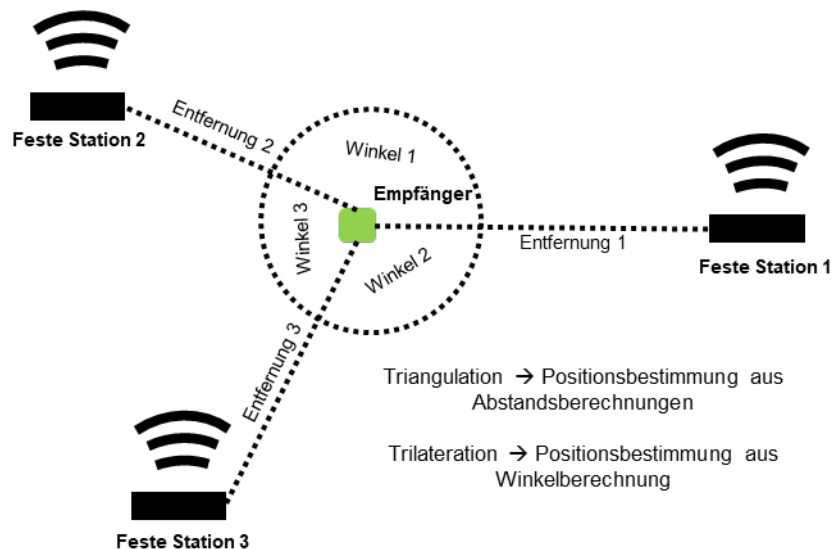 Feste Station 2
Entfernung 2
Winkel 1
Empfänger
Winkel 3
Winkel 2
Entfernung 1
Feste Station 1
Entfernung 3
Triangulation → Positionsbestimmung aus
Abstandsberechnungen
Trilateration → Positionsbestimmung aus
Winkelberechnung
Feste Station 3